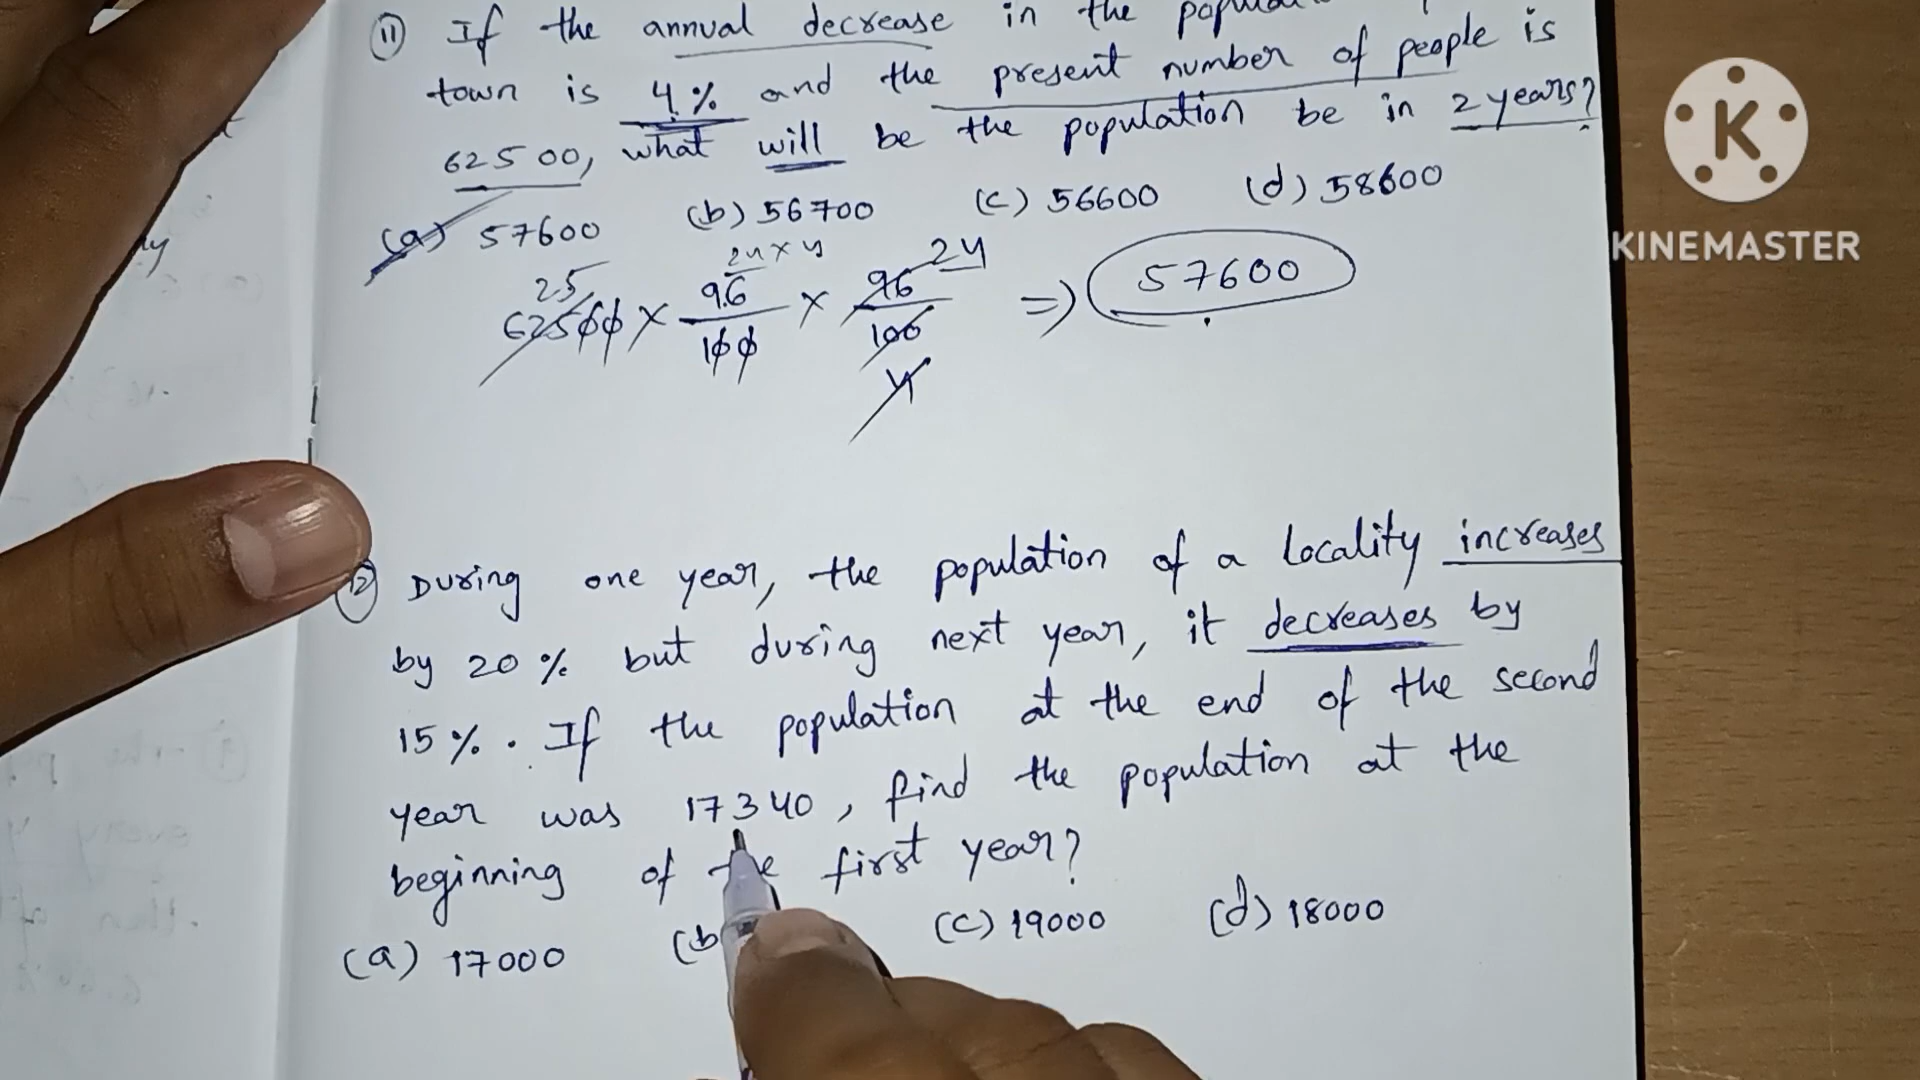 (11) If the annual decrease in the
town is 4% and the present number of people is
62500, what will be the population be in 2 years?
(a) 57600 (b) 56700 (c) 56600 (d) 58600
25 24 x 4 24
62500 x 96/100 x 96/100 => 57600
4
(12) During one year, the population of a locality increases
by 20% but during next year, it decreases by
15%. If the population at the end of the second
year was 17340, find the population at the
beginning of the first year?
(a) 17000 (b (c) 19000 (d) 18000
K
KINEMASTER